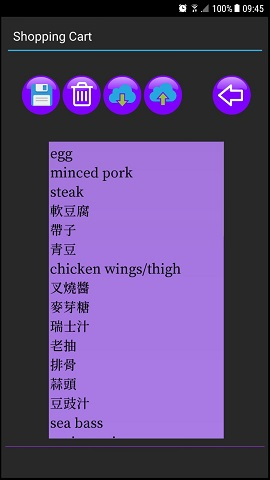 100% 09:45
Shopping Cart
egg
minced pork
steak
軟豆腐
帶子
青豆
chicken wings/thigh
叉燒醬
麥芽糖
瑞士汁
老抽
排骨
蒜頭
豆豉汁
sea bass